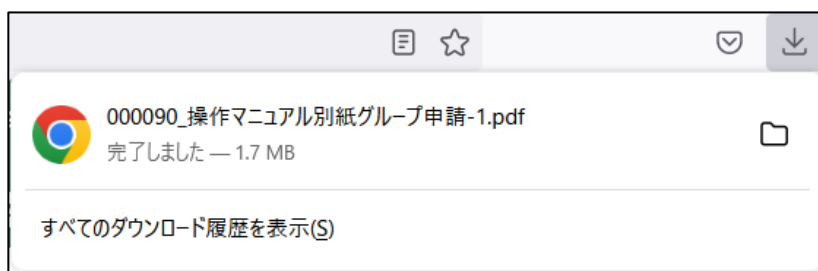 000090_操作マニュアル別紙グループ申請-1.pdf
完了しました — 1.7 MB
すべてのダウンロード履歴を表示(S)